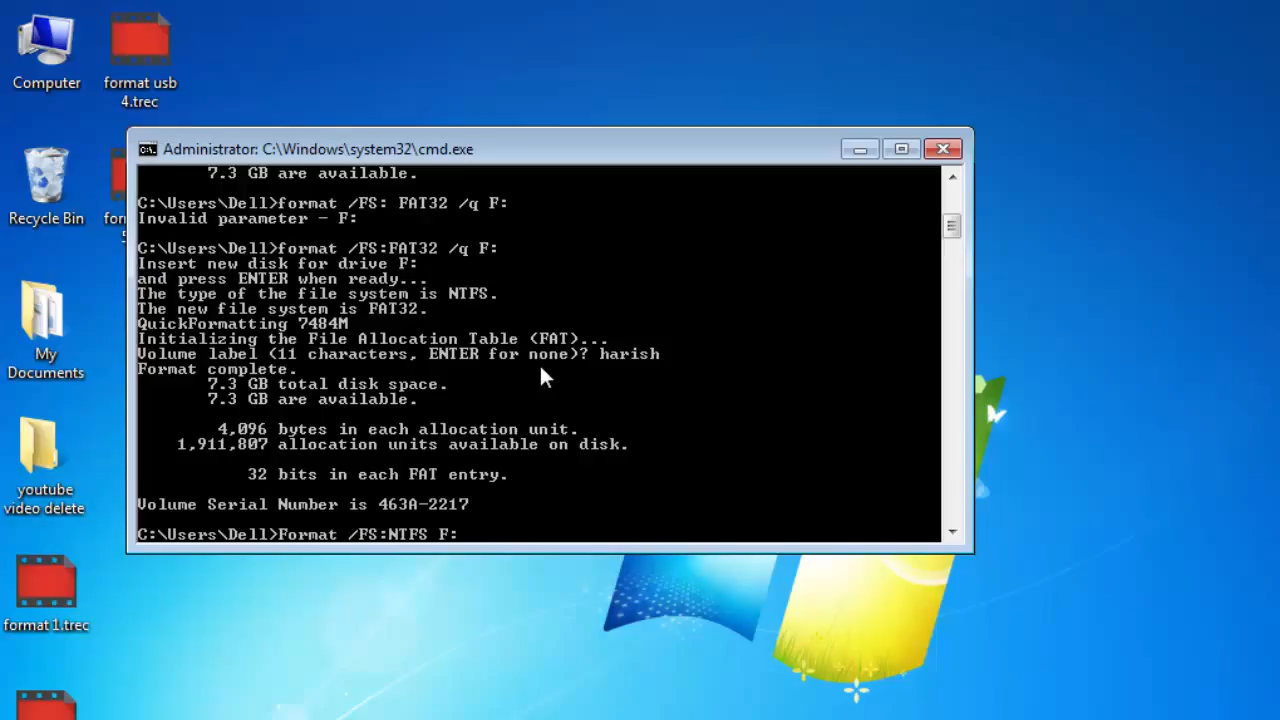 Computer
format usb
4.trec
Recycle Bin
My
Documents
youtube
video delete
format 1.trec
Administrator: C:\Windows\system32\cmd.exe
7.3 GB are available.
C:\Users\Dell>format /FS: FAT32 /q F:
Invalid parameter - F:
C:\Users\Dell>format /FS:FAT32 /q F:
Insert new disk for drive F:
and press ENTER when ready...
The type of the file system is NTFS.
The new file system is FAT32.
QuickFormatting 7484M
Initializing the File Allocation Table (FAT)...
Volume label (11 characters, ENTER for none)? harish
Format complete.
7.3 GB total disk space.
7.3 GB are available.
4,096 bytes in each allocation unit.
1,911,807 allocation units available on disk.
32 bits in each FAT entry.
Volume Serial Number is 463A-2217
C:\Users\Dell>Format /FS:NTFS F: